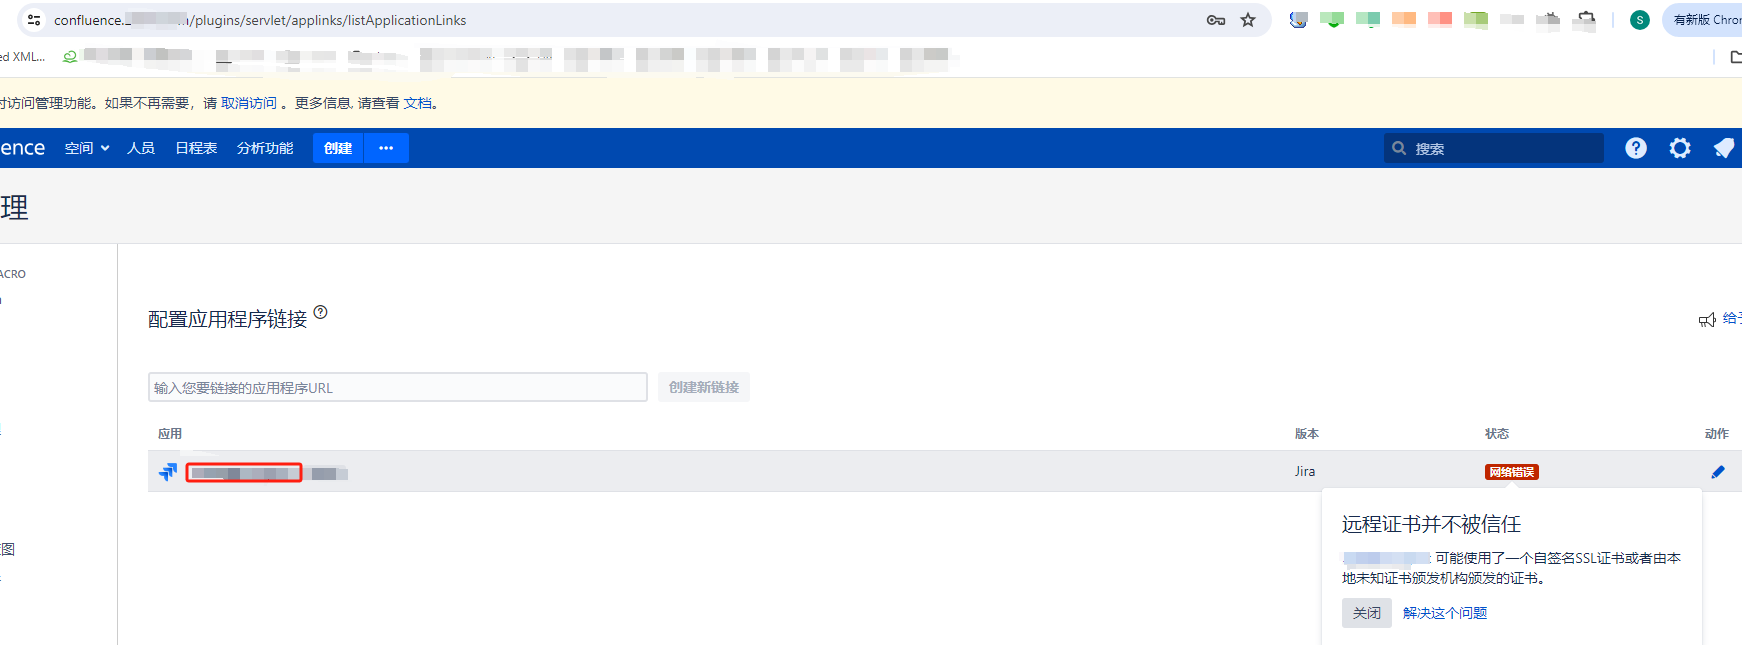 confluence. /plugins/servlet/applinks/listApplicationLinks
S
有新版 Chro
ed XML...
访问管理功能。如果不再需要，请 取消访问 。更多信息, 请查看 文档。
ence 空间 人员 日程表 分析功能 创建 ··· 搜索
理
ACRO
配置应用程序链接
给予
输入您要链接的应用程序URL 创建新链接
应用 版本 状态 动作
Jira 网络错误
远程证书并不被信任
可能使用了一个自签名SSL证书或者由本
地未知证书颁发机构颁发的证书。
图
关闭 解决这个问题